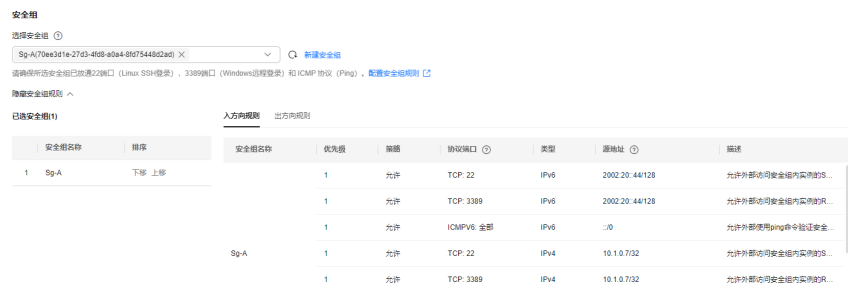 安全组
选择安全组
Sg-A(70ee3d1e-27d3-4fd8-a0a4-8fd75448d2ad) ×
新建安全组
请确保所选安全组已放通22端口（Linux SSH登录），3389端口（Windows远程登录）和 ICMP 协议（Ping）。配置安全组规则
隐藏安全组规则
已选安全组(1)
入方向规则 出方向规则
安全组名称 排序
1 Sg-A 下移 上移
安全组名称 优先级 策略 协议端口 类型 源地址 描述
1 允许 TCP: 22 IPv6 2002:20::44/128 允许外部访问安全组内实例的S...
1 允许 TCP: 3389 IPv6 2002:20::44/128 允许外部访问安全组内实例的R...
1 允许 ICMPV6: 全部 IPv6 ::/0 允许外部使用ping命令验证安全...
Sg-A 1 允许 TCP: 22 IPv4 10.1.0.7/32 允许外部访问安全组内实例的S...
1 允许 TCP: 3389 IPv4 10.1.0.7/32 允许外部访问安全组内实例的R...